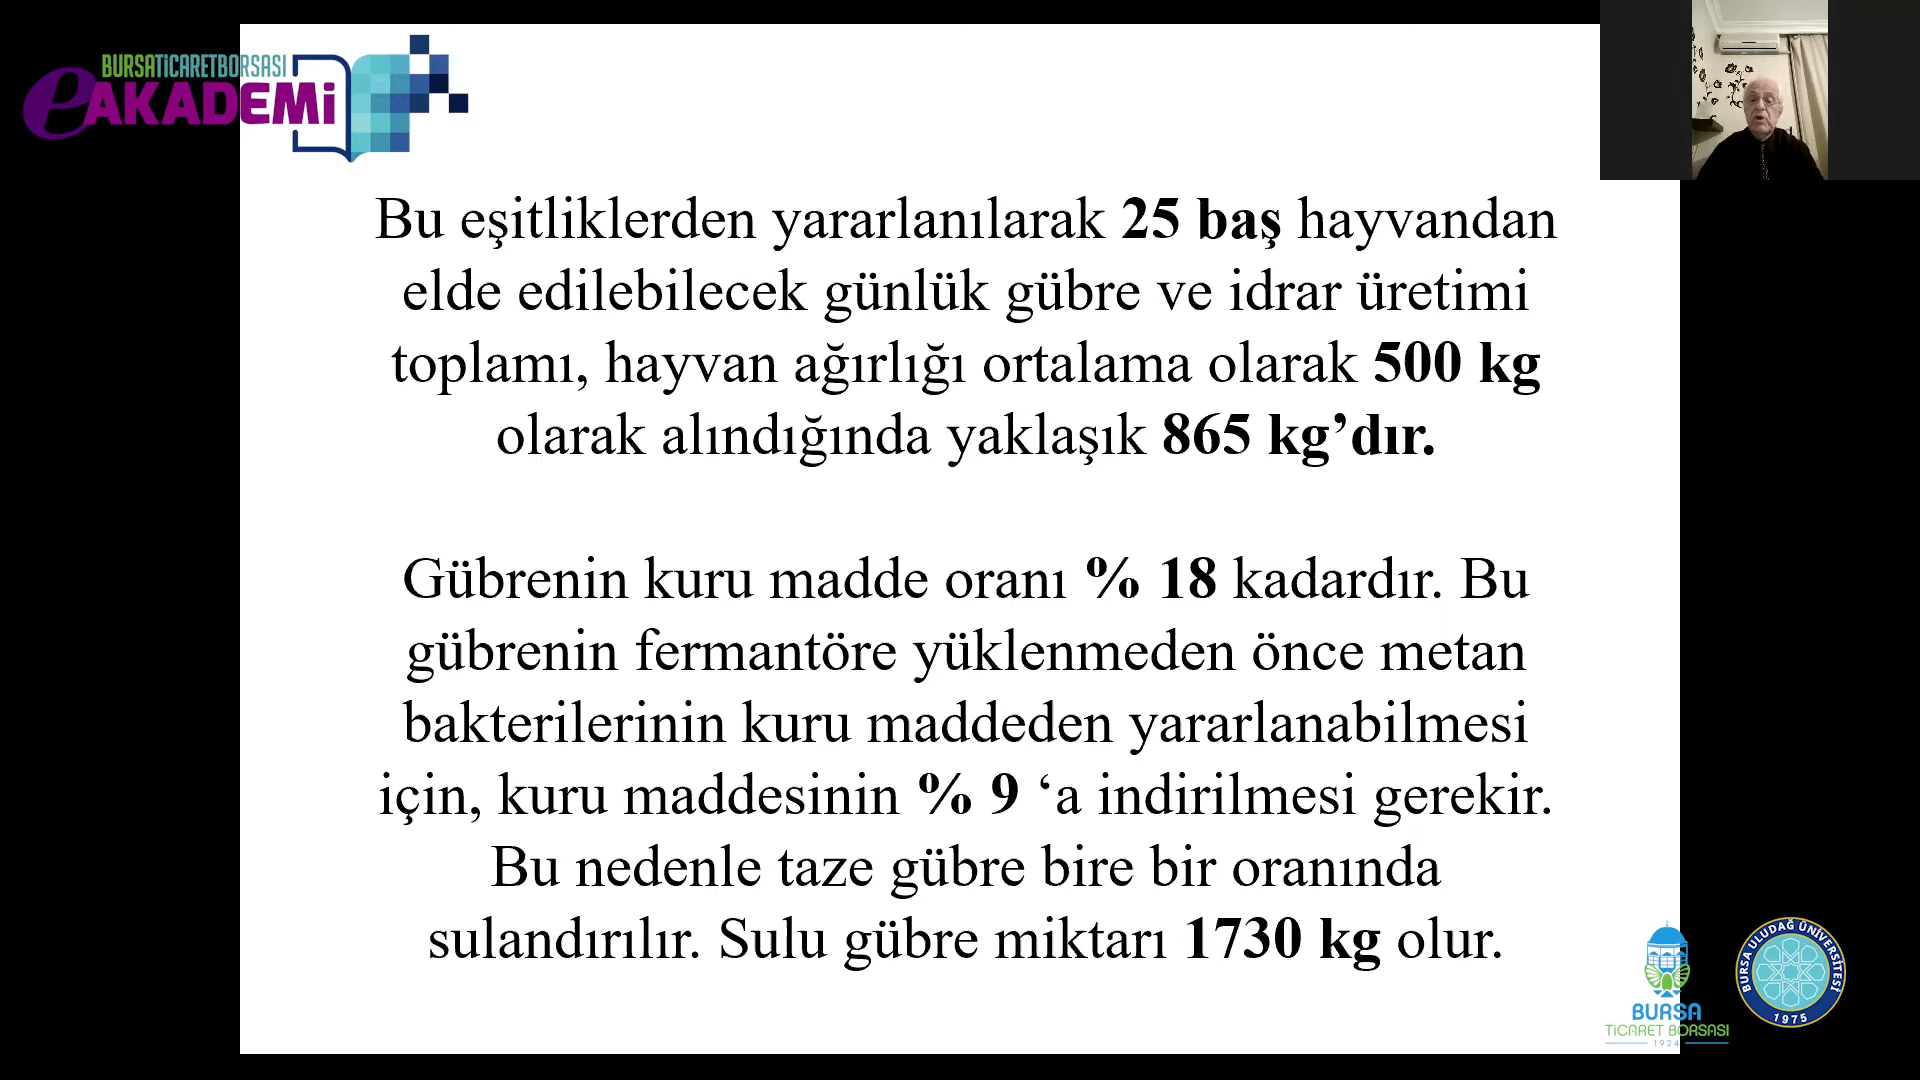 BURSATİCARETBORSASI
eAKADEMİ
Bu eşitliklerden yararlanılarak 25 baş hayvandan
elde edilebilecek günlük gübre ve idrar üretimi
toplamı, hayvan ağırlığı ortalama olarak 500 kg
olarak alındığında yaklaşık 865 kg’dır.
Gübrenin kuru madde oranı % 18 kadardır. Bu
gübrenin fermantöre yüklenmeden önce metan
bakterilerinin kuru maddeden yararlanabilmesi
için, kuru maddesinin % 9 ‘a indirilmesi gerekir.
Bu nedenle taze gübre bire bir oranında
sulandırılır. Sulu gübre miktarı 1730 kg olur.
BURSA
TİCARET BORSASI
1924
BURSA ULUDAĞ ÜNİVERSİTESİ
1975